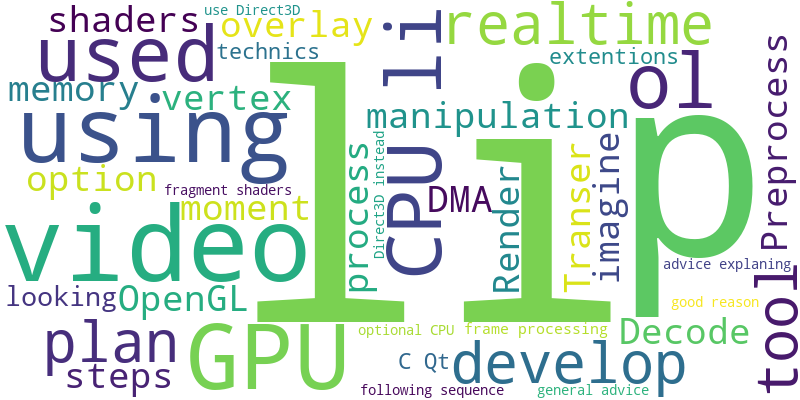 shaders
use Direct3D
overlay
li
realtime
used
technics
extentions
memory
vertex
ol
using
lip
manipulation
option
process
Direct3D instead
CPU
DMA
Render
Transer
imagine
Preprocess
fragment shaders
moment
video
advice explaning
looking
OpenGL
good reason
tool
plan
GPU
optional CPU frame processing
Decode
steps
C Qt
develop
following sequence
general advice